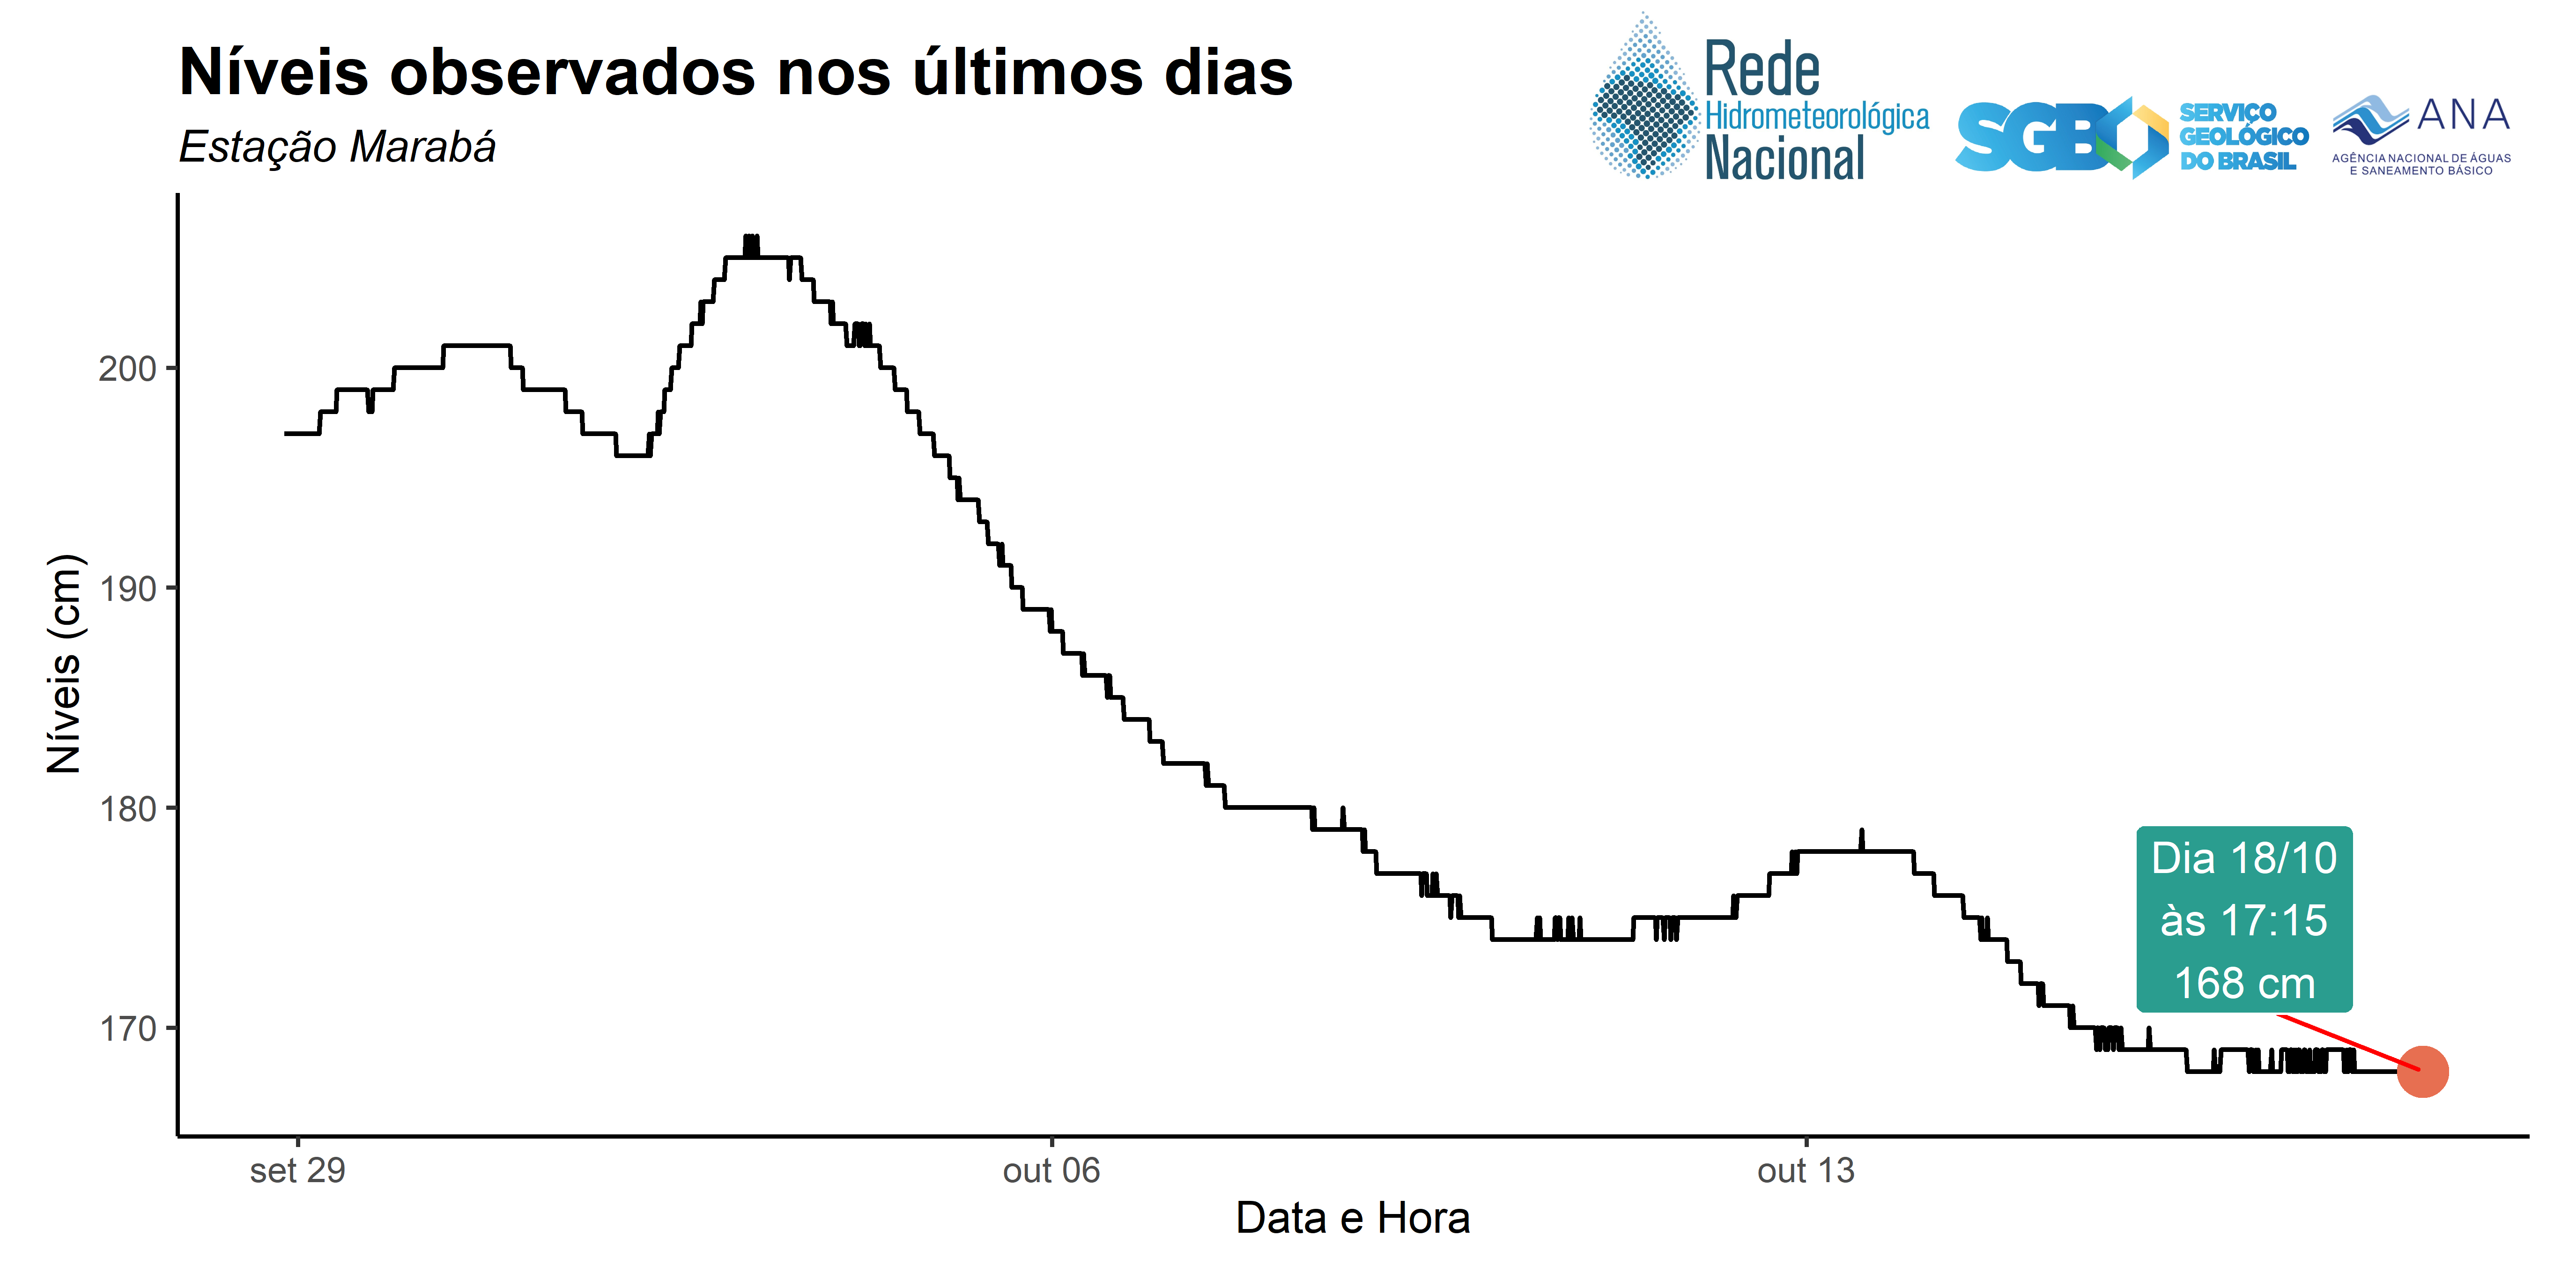 Níveis observados nos últimos dias
Estação Marabá
Rede
Hidrometeorológica
Nacional
SGB
SERVIÇO
GEOLÓGICO
DO BRASIL
ANA
AGÊNCIA NACIONAL DE ÁGUAS
E SANEAMENTO BÁSICO
Níveis (cm)
200
190
180
170
Dia 18/10
às 17:15
168 cm
set 29
out 06
out 13
Data e Hora